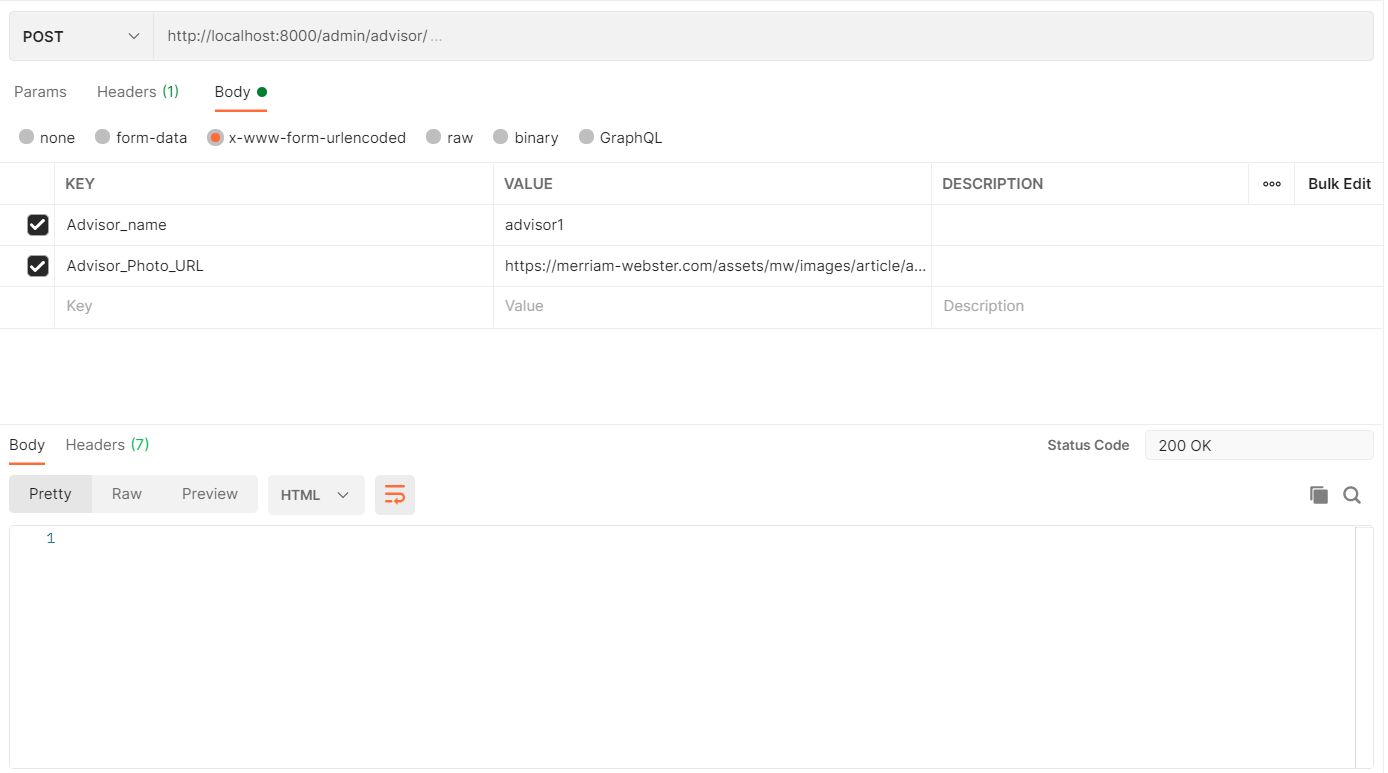 POST http://localhost:8000/admin/advisor/ ...
Params Headers (1) Body
none form-data x-www-form-urlencoded raw binary GraphQL
KEY VALUE DESCRIPTION ooo Bulk Edit
Advisor_name advisor1
Advisor_Photo_URL https://merriam-webster.com/assets/mw/images/article/a...
Key Value Description
Body Headers (7) Status Code 200 OK
Pretty Raw Preview HTML
1